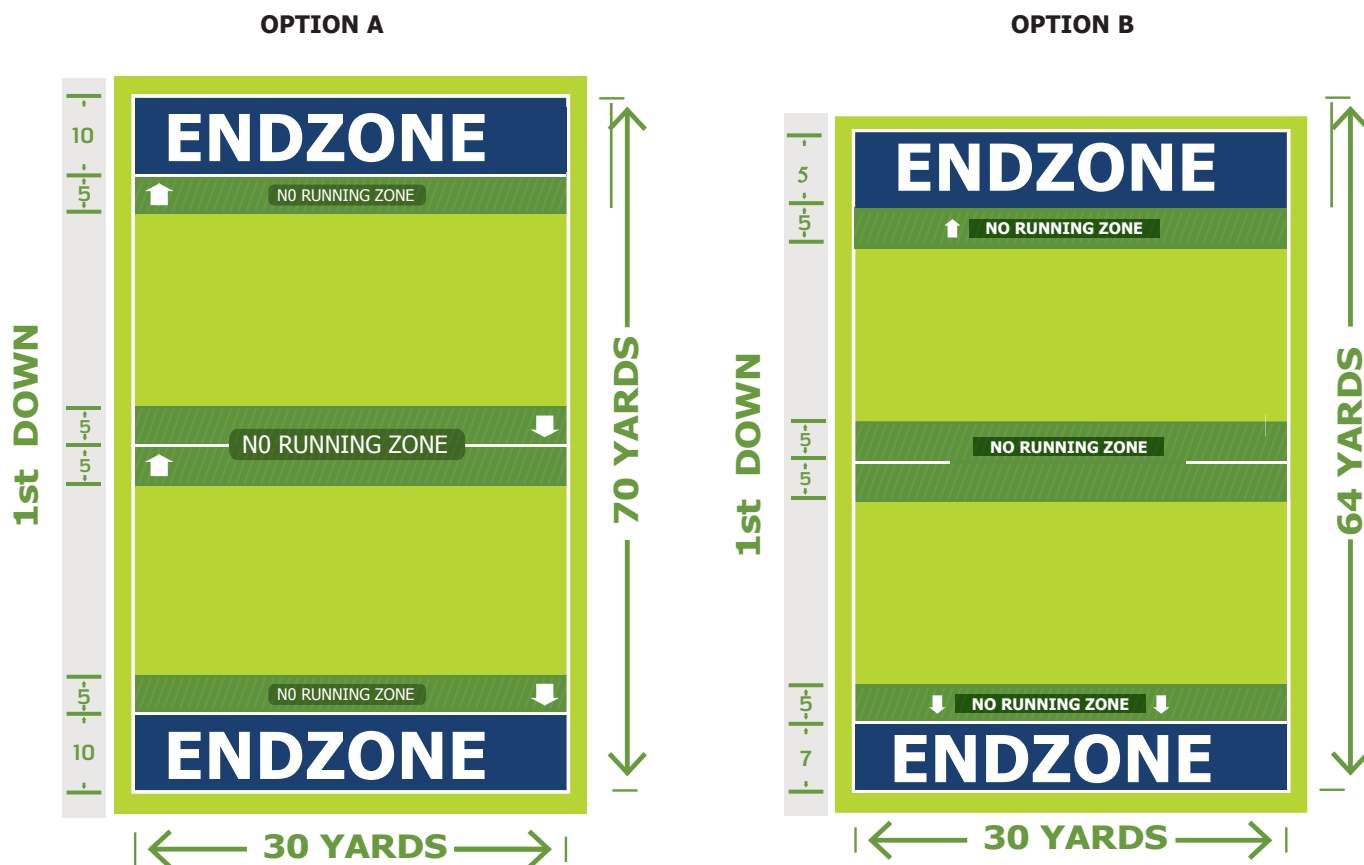 OPTION A
1st DOWN
10
5
5
5
5
10
ENDZONE
N0 RUNNING ZONE
N0 RUNNING ZONE
N0 RUNNING ZONE
ENDZONE
70 YARDS
30 YARDS
OPTION B
1st DOWN
5
5
5
5
5
7
ENDZONE
NO RUNNING ZONE
NO RUNNING ZONE
NO RUNNING ZONE
ENDZONE
64 YARDS
30 YARDS